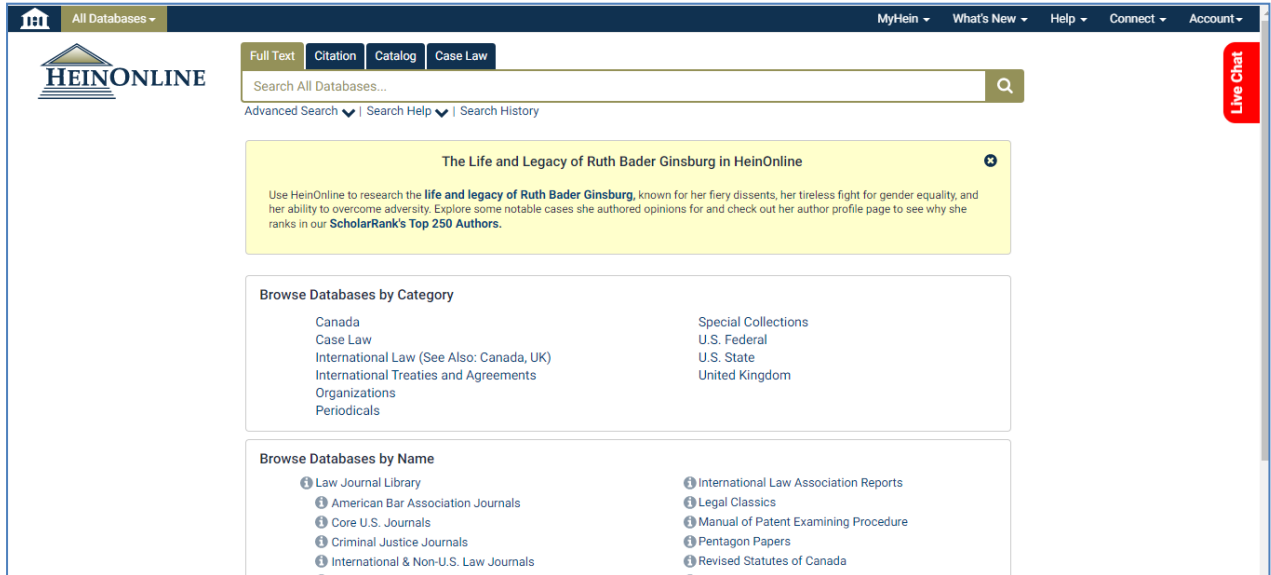 All Databases
MyHein
What's New
Help
Connect
Account
HEINONLINE
Full Text
Citation
Catalog
Case Law
Search All Databases...
Advanced Search | Search Help | Search History
Live Chat
The Life and Legacy of Ruth Bader Ginsburg in HeinOnline
Use HeinOnline to research the life and legacy of Ruth Bader Ginsburg, known for her fiery dissents, her tireless fight for gender equality, and
her ability to overcome adversity. Explore some notable cases she authored opinions for and check out her author profile page to see why she
ranks in our ScholarRank's Top 250 Authors.
Browse Databases by Category
Canada
Case Law
International Law (See Also: Canada, UK)
International Treaties and Agreements
Organizations
Periodicals
Special Collections
U.S. Federal
U.S. State
United Kingdom
Browse Databases by Name
Law Journal Library
American Bar Association Journals
Core U.S. Journals
Criminal Justice Journals
International & Non-U.S. Law Journals
International Law Association Reports
Legal Classics
Manual of Patent Examining Procedure
Pentagon Papers
Revised Statutes of Canada